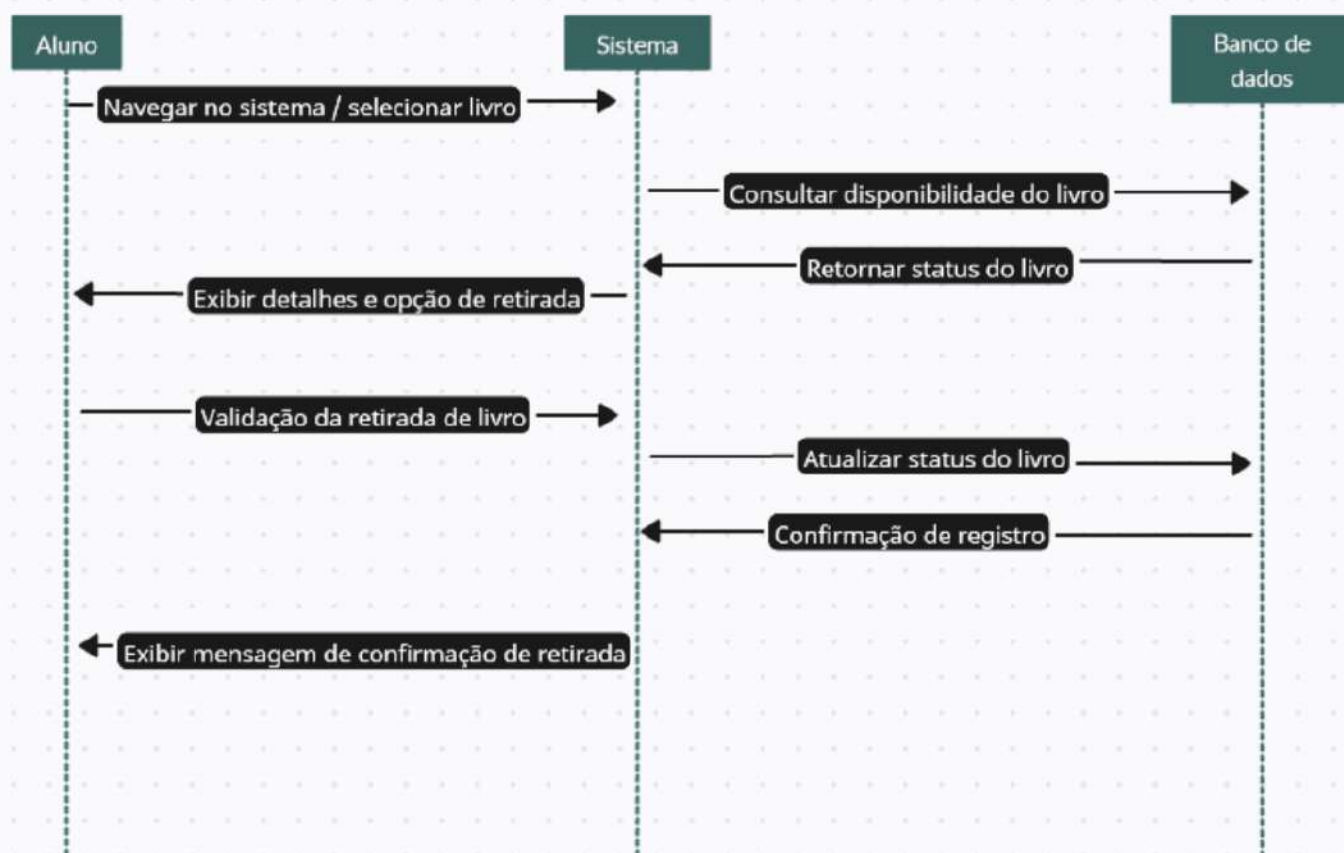 Aluno
Sistema
Banco de
dados
Navegar no sistema / selecionar livro
Consultar disponibilidade do livro
Retornar status do livro
Exibir detalhes e opção de retirada
Validação da retirada de livro
Atualizar status do livro
Confirmação de registro
Exibir mensagem de confirmação de retirada